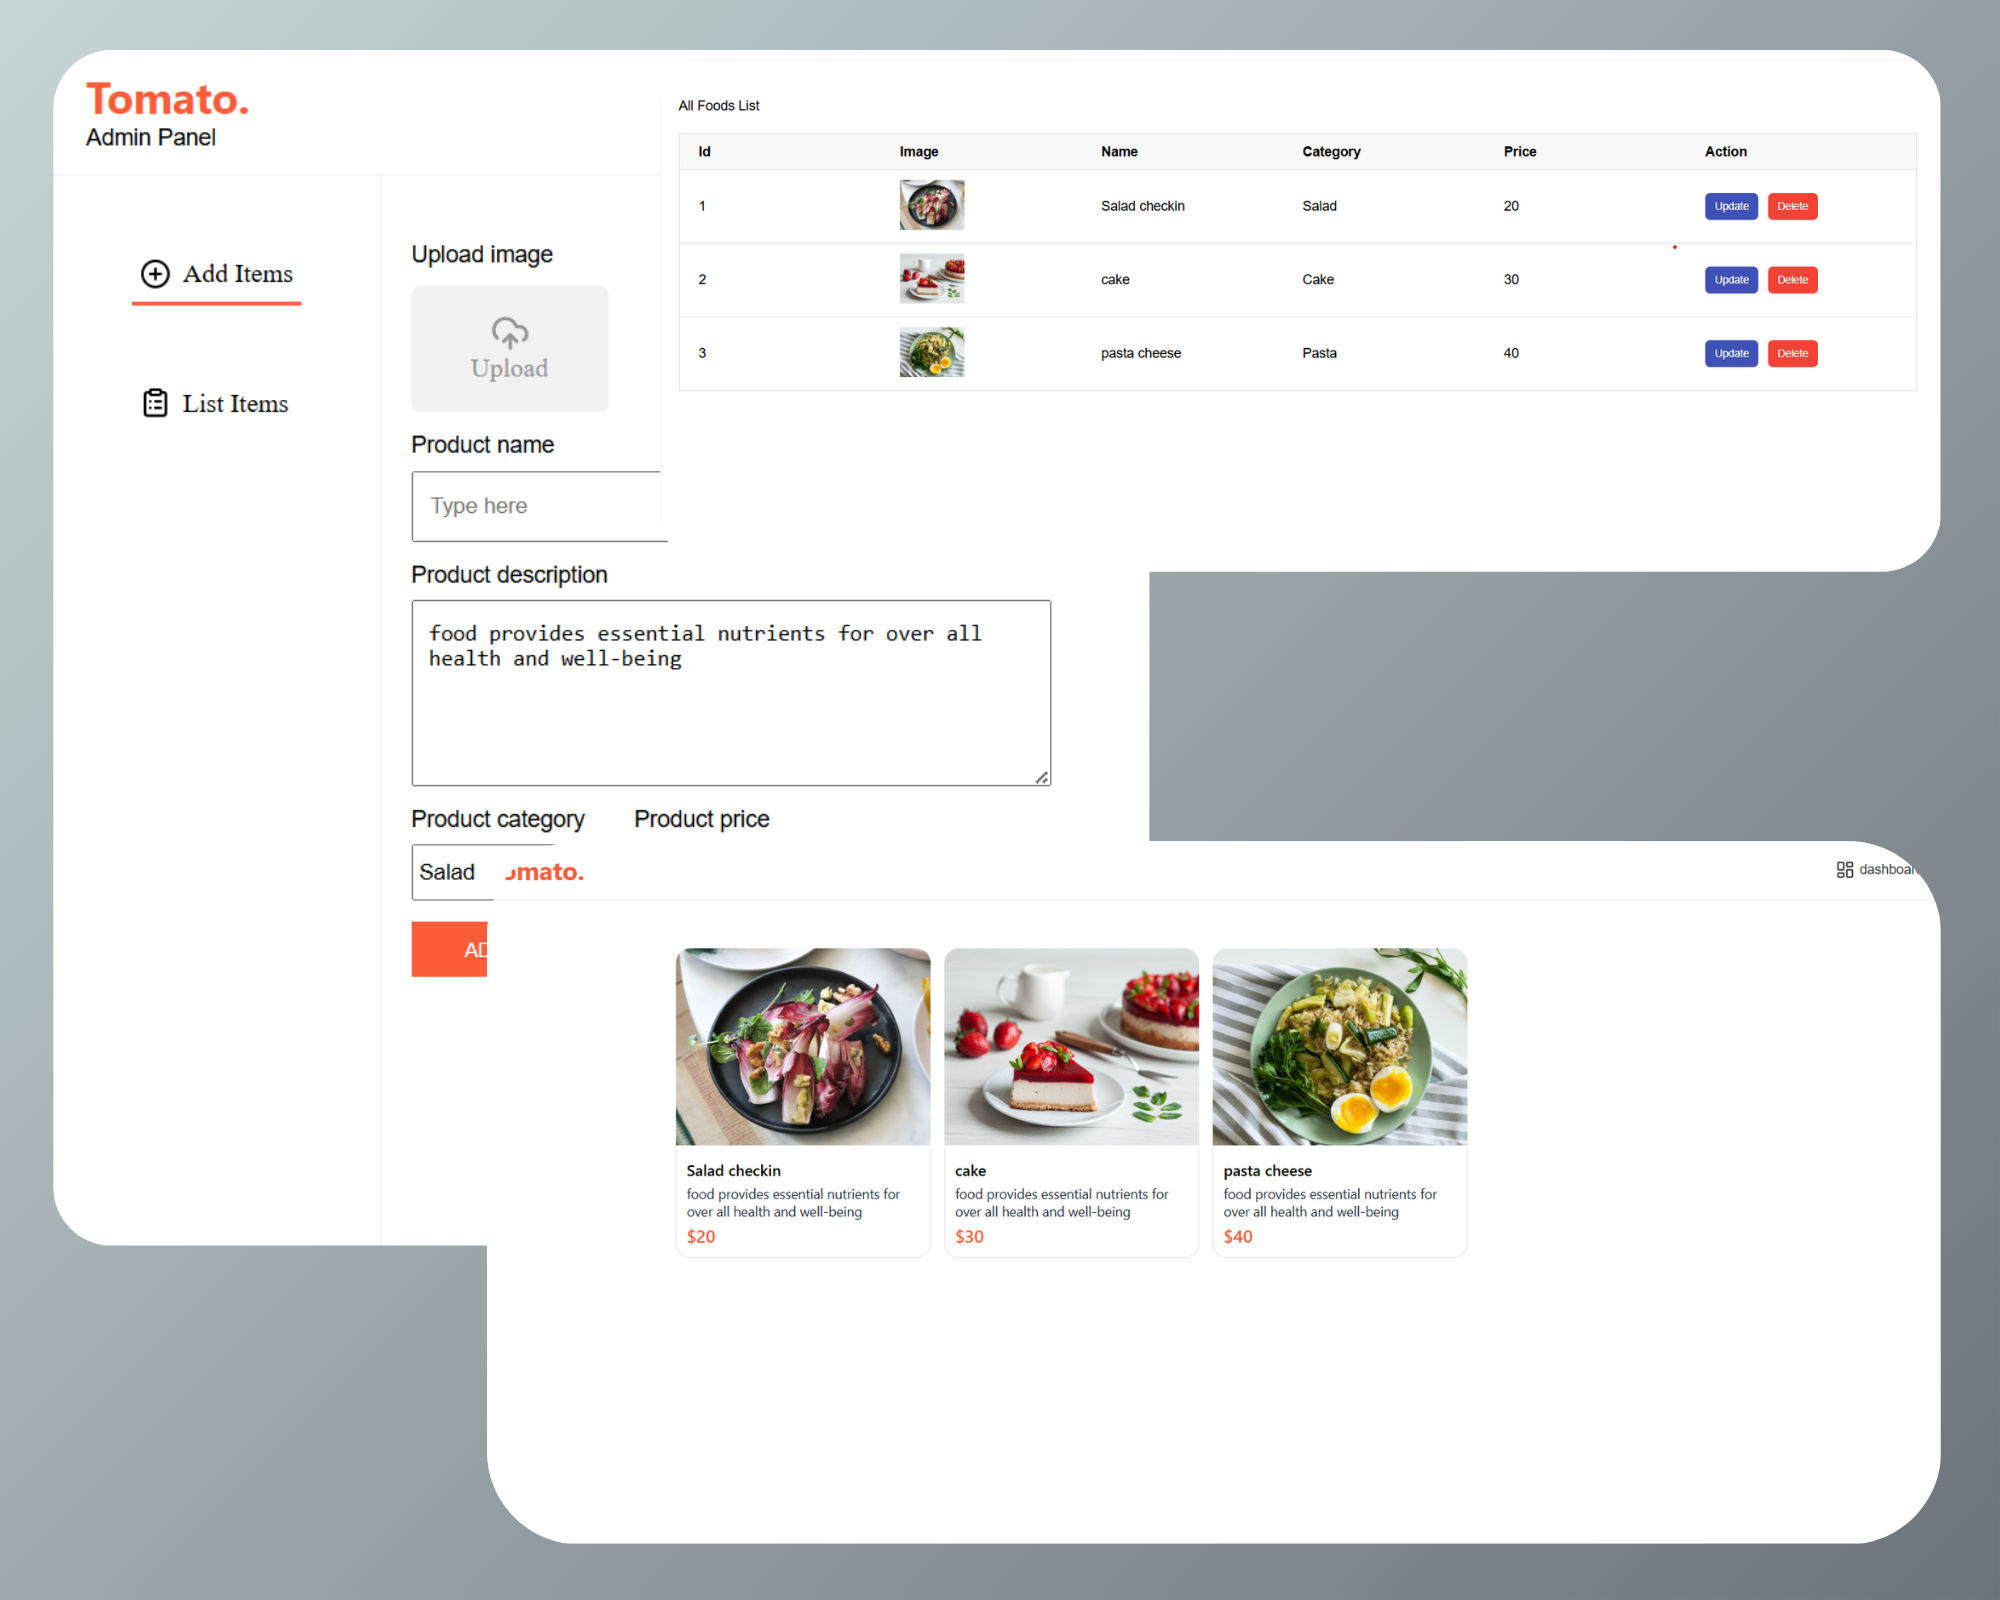 Tomato.
Admin Panel
Add Items
List Items
Upload image
Upload
Product name
Type here
Product description
food provides essential nutrients for over all
health and well-being
Product category Product price
Salad
All Foods List
Id Image Name Category Price Action
1 Salad checkin Salad 20 Update Delete
2 cake Cake 30 Update Delete
3 pasta cheese Pasta 40 Update Delete
omato.
Salad checkin
food provides essential nutrients for
over all health and well-being
$20
cake
food provides essential nutrients for
over all health and well-being
$30
pasta cheese
food provides essential nutrients for
over all health and well-being
$40